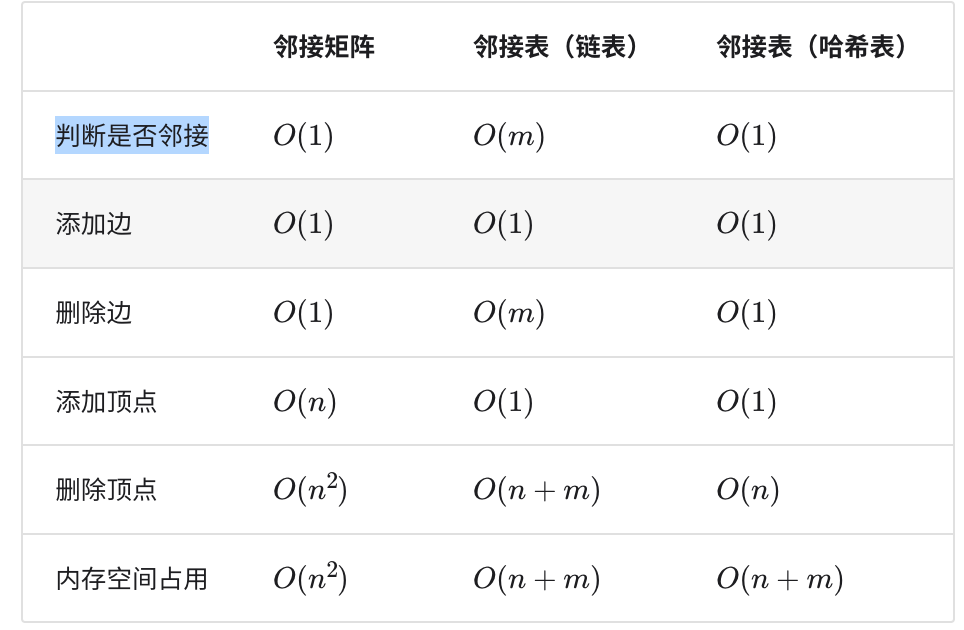 邻接矩阵 邻接表（链表） 邻接表（哈希表）
判断是否邻接 O(1) O(m) O(1)
添加边 O(1) O(1) O(1)
删除边 O(1) O(m) O(1)
添加顶点 O(n) O(1) O(1)
删除顶点 O(n²) O(n + m) O(n)
内存空间占用 O(n²) O(n + m) O(n + m)